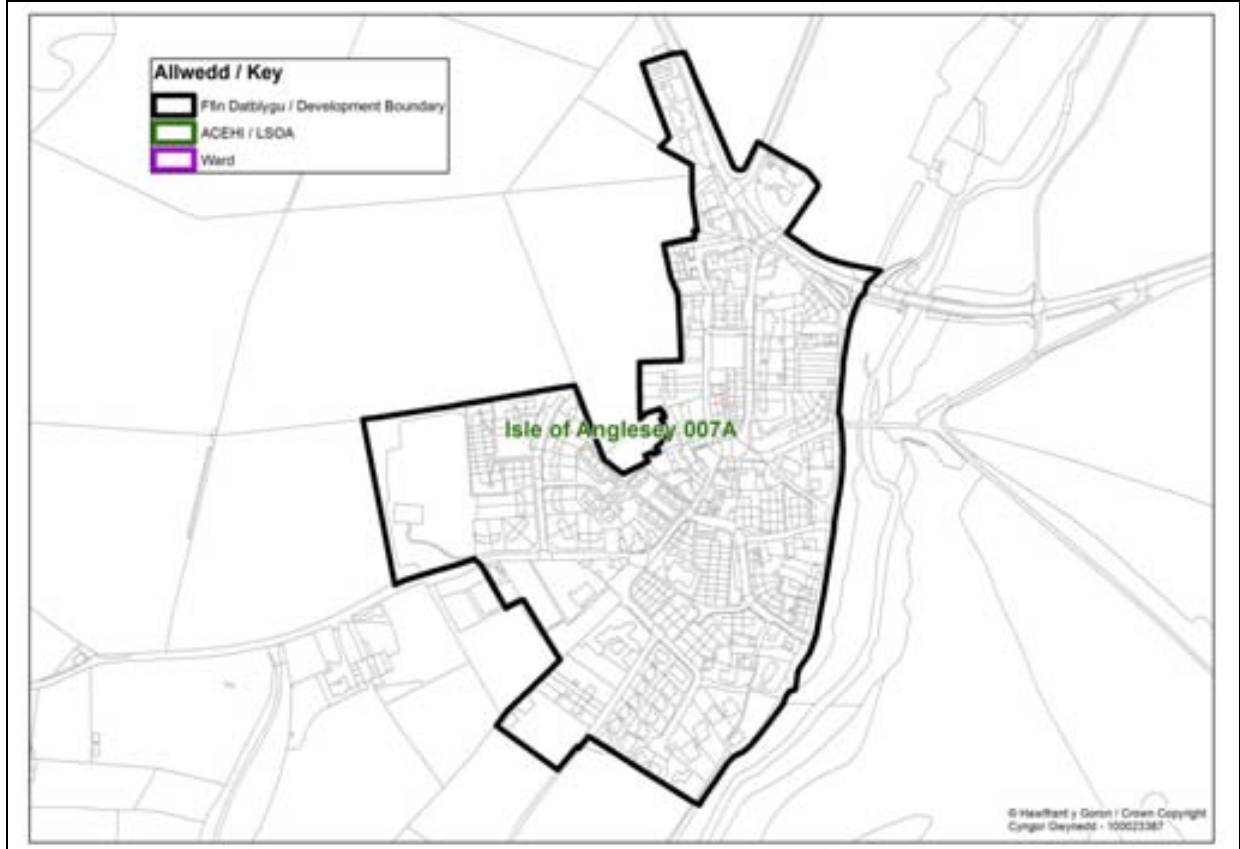 Allwedd / Key
Ffin Datblygu / Development Boundary
ACEHI / LSOA
Ward
Isle of Anglesey 007A
© Hawlfraint y Goron / Crown Copyright
Cyngor Gwynedd - 100023387